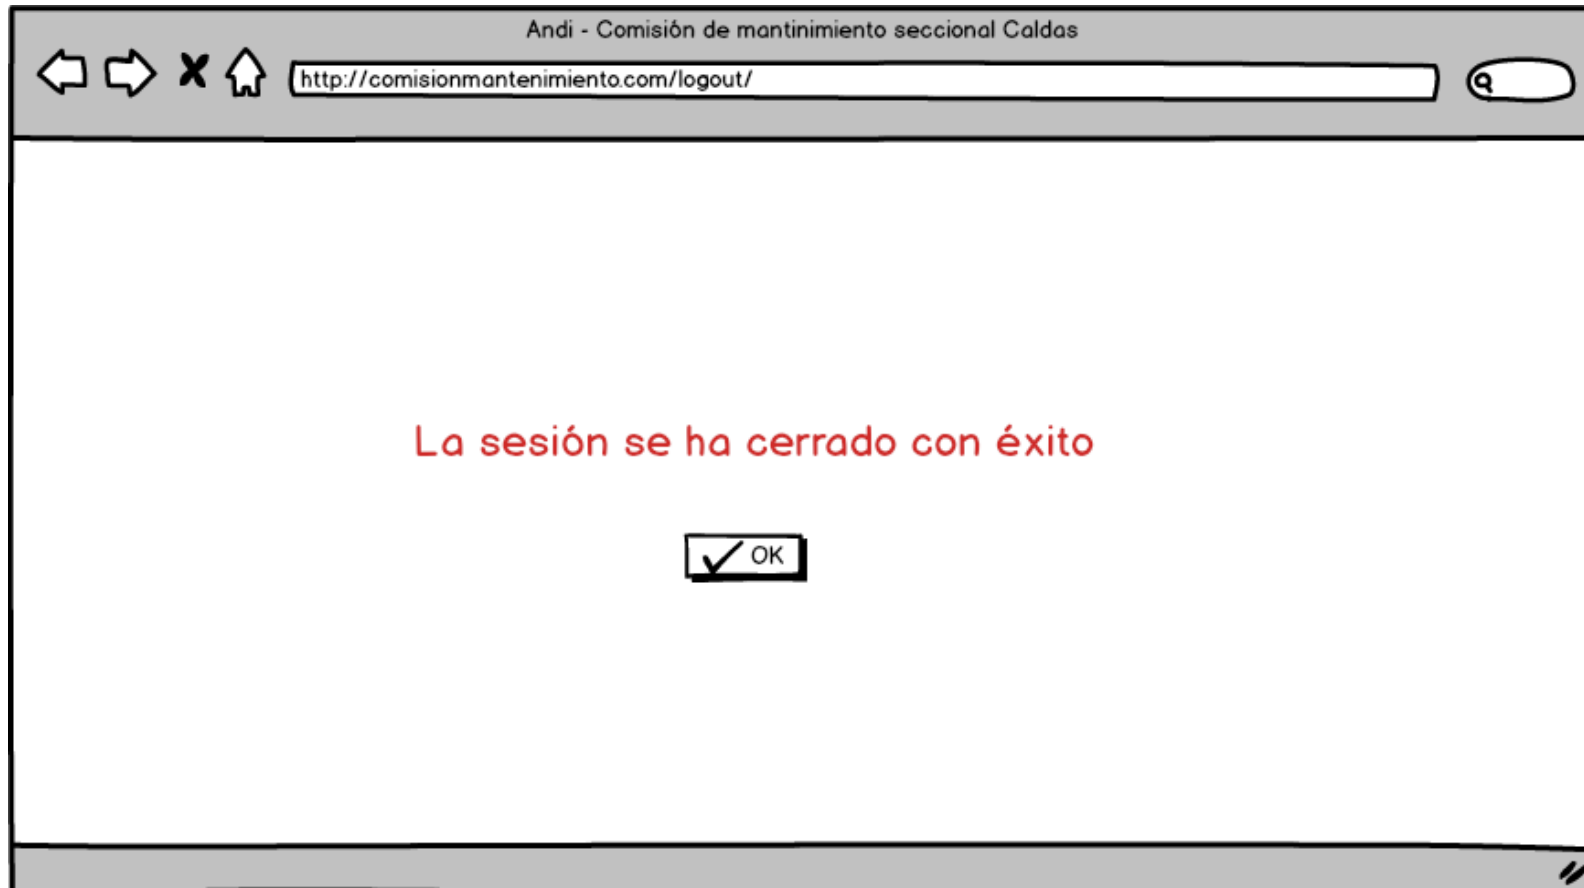 Andi - Comisión de mantinimiento seccional Caldas
http://comisionmantenimiento.com/logout/
La sesión se ha cerrado con éxito
OK